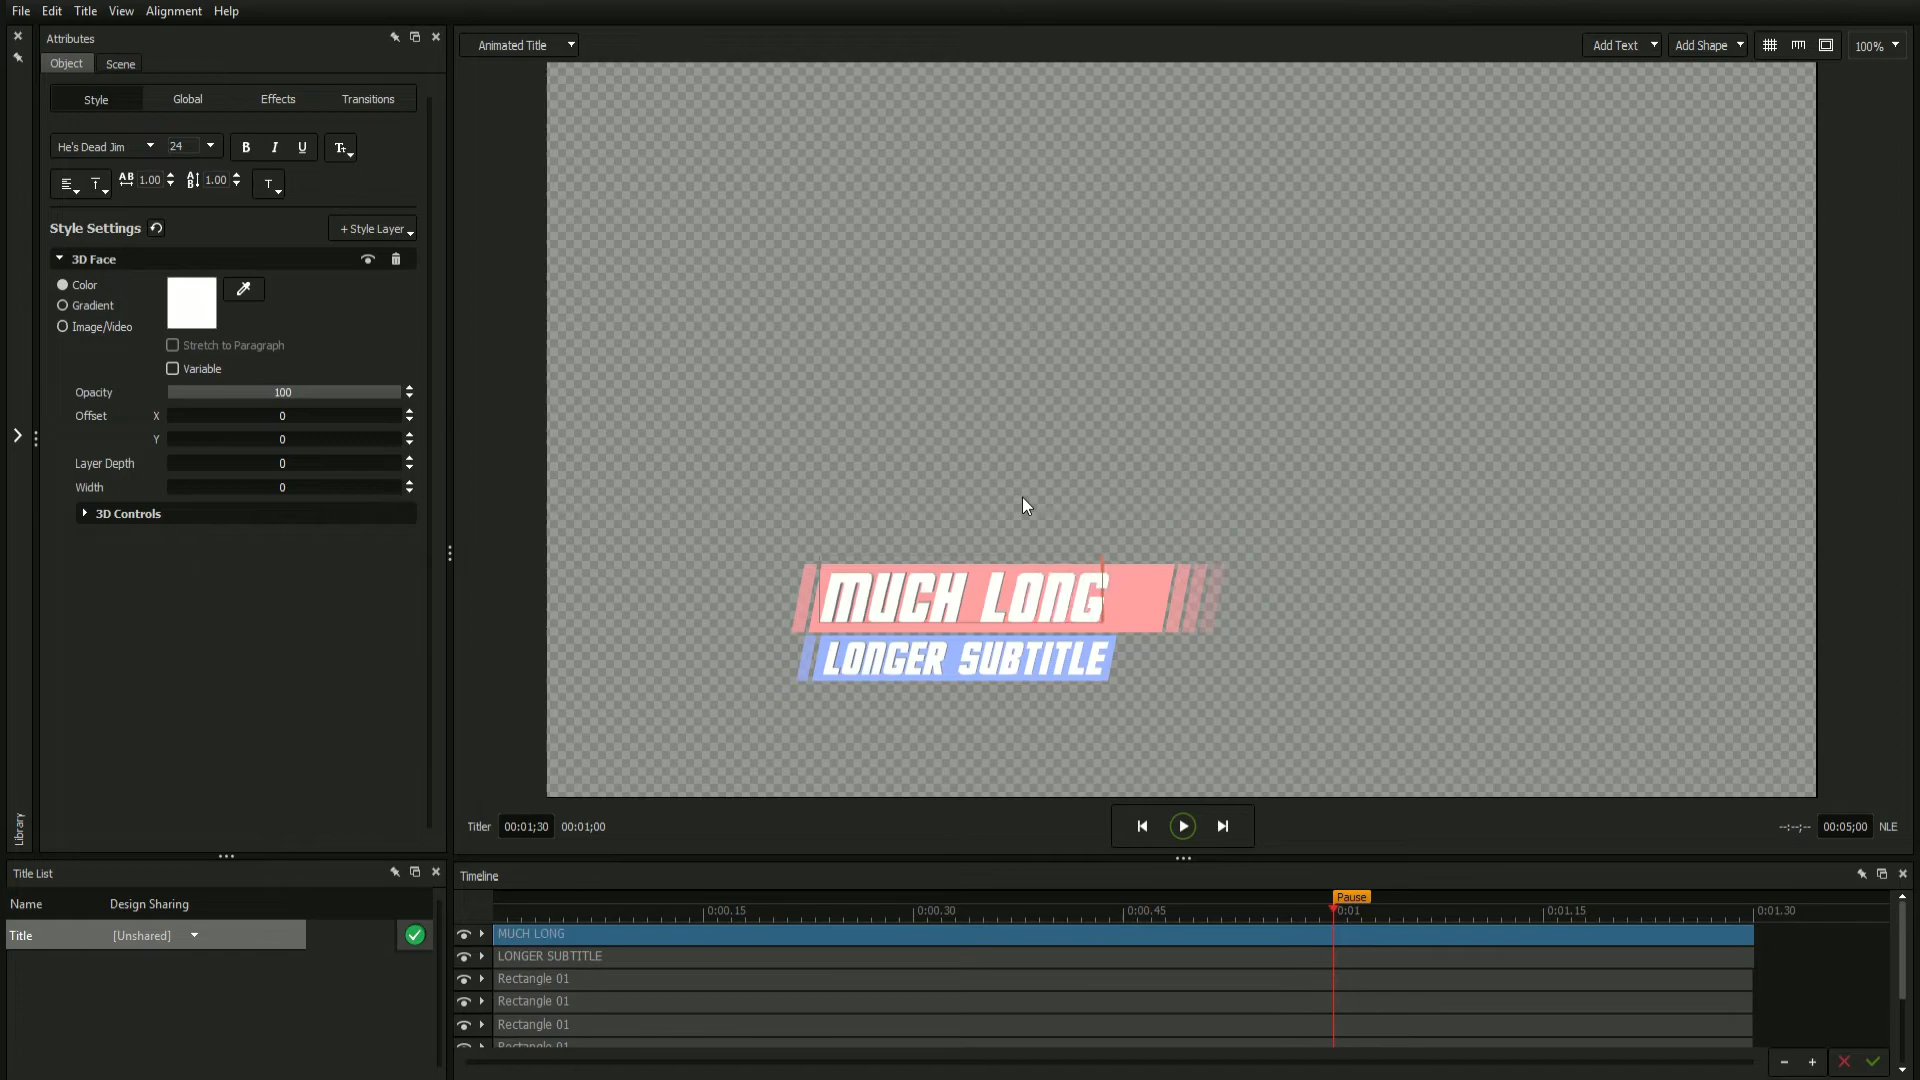 File Edit Title View Alignment Help
Attributes
Object Scene
Style Global Effects Transitions
He's Dead Jim 24 B I U
AB 1.00 AB 1.00 T
Style Settings + Style Layer
3D Face
Color
Gradient
Image/Video
Stretch to Paragraph
Variable
Opacity 100
Offset X 0
Y 0
Layer Depth 0
Width 0
3D Controls
Library
Animated Title
Add Text Add Shape 100%
MUCH LONG
LONGER SUBTITLE
Titler 00:01;30 00:01;00
--:--;-- 00:05;00 NLE
Title List
Name Design Sharing
Title [Unshared]
Timeline
Pause
0:00.15 0:00.30 0:00.45 0:01 0:01.15 0:01.30
MUCH LONG
LONGER SUBTITLE
Rectangle 01
Rectangle 01
Rectangle 01
Rectangle 01